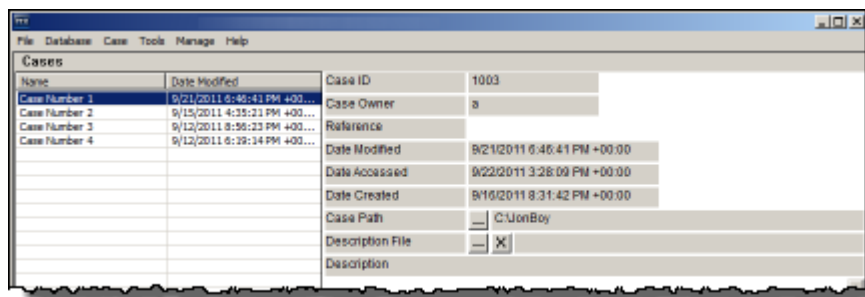 File Database Case Tools Manage Help
Cases
Name Date Modified
Case Number 1 9/21/2011 6:46:41 PM +00...
Case Number 2 9/15/2011 4:35:21 PM +00...
Case Number 3 9/12/2011 8:56:23 PM +00...
Case Number 4 9/12/2011 6:19:14 PM +00...
Case ID 1003
Case Owner a
Reference
Date Modified 9/21/2011 6:46:41 PM +00:00
Date Accessed 9/22/2011 3:28:09 PM +00:00
Date Created 9/16/2011 8:31:42 PM +00:00
Case Path ... C:\JonBoy
Description File ... X
Description